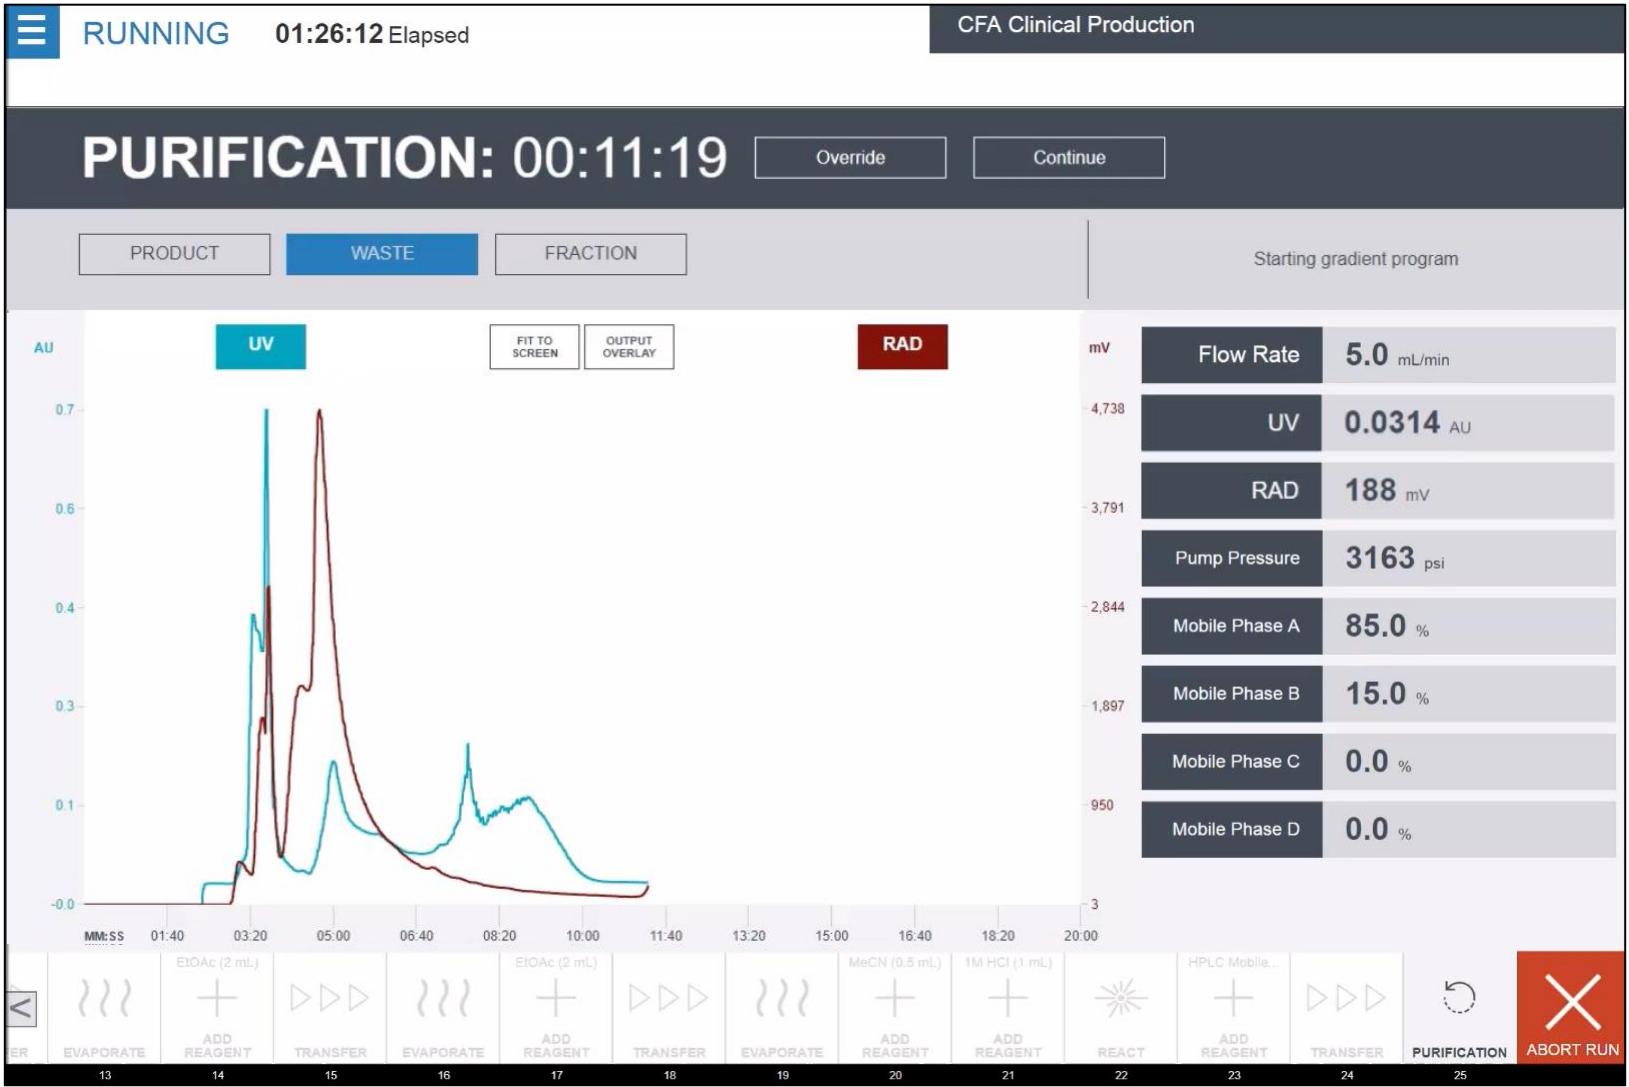 RUNNING 01:26:12 Elapsed CFA Clinical Production
PURIFICATION: 00:11:19 Override Continue
PRODUCT WASTE FRACTION Starting gradient program
AU UV FIT TO SCREEN OUTPUT OVERLAY RAD mV
0.7 4,738
0.6 3,791
0.4 2,844
0.3 1,897
0.1 950
-0.0 3
MM:SS 01:40 03:20 05:00 06:40 08:20 10:00 11:40 13:20 15:00 16:40 18:20 20:00
Flow Rate 5.0 mL/min
UV 0.0314 AU
RAD 188 mV
Pump Pressure 3163 psi
Mobile Phase A 85.0 %
Mobile Phase B 15.0 %
Mobile Phase C 0.0 %
Mobile Phase D 0.0 %
EtOAc (2 mL) EtOAc (2 mL) MeCN (0.5 mL) 1M HCl (1 mL) HPLC Mobile...
<
ER EVAPORATE ADD REAGENT TRANSFER EVAPORATE ADD REAGENT TRANSFER EVAPORATE ADD REAGENT ADD REAGENT REACT ADD REAGENT TRANSFER PURIFICATION ABORT RUN
13 14 15 16 17 18 19 20 21 22 23 24 25